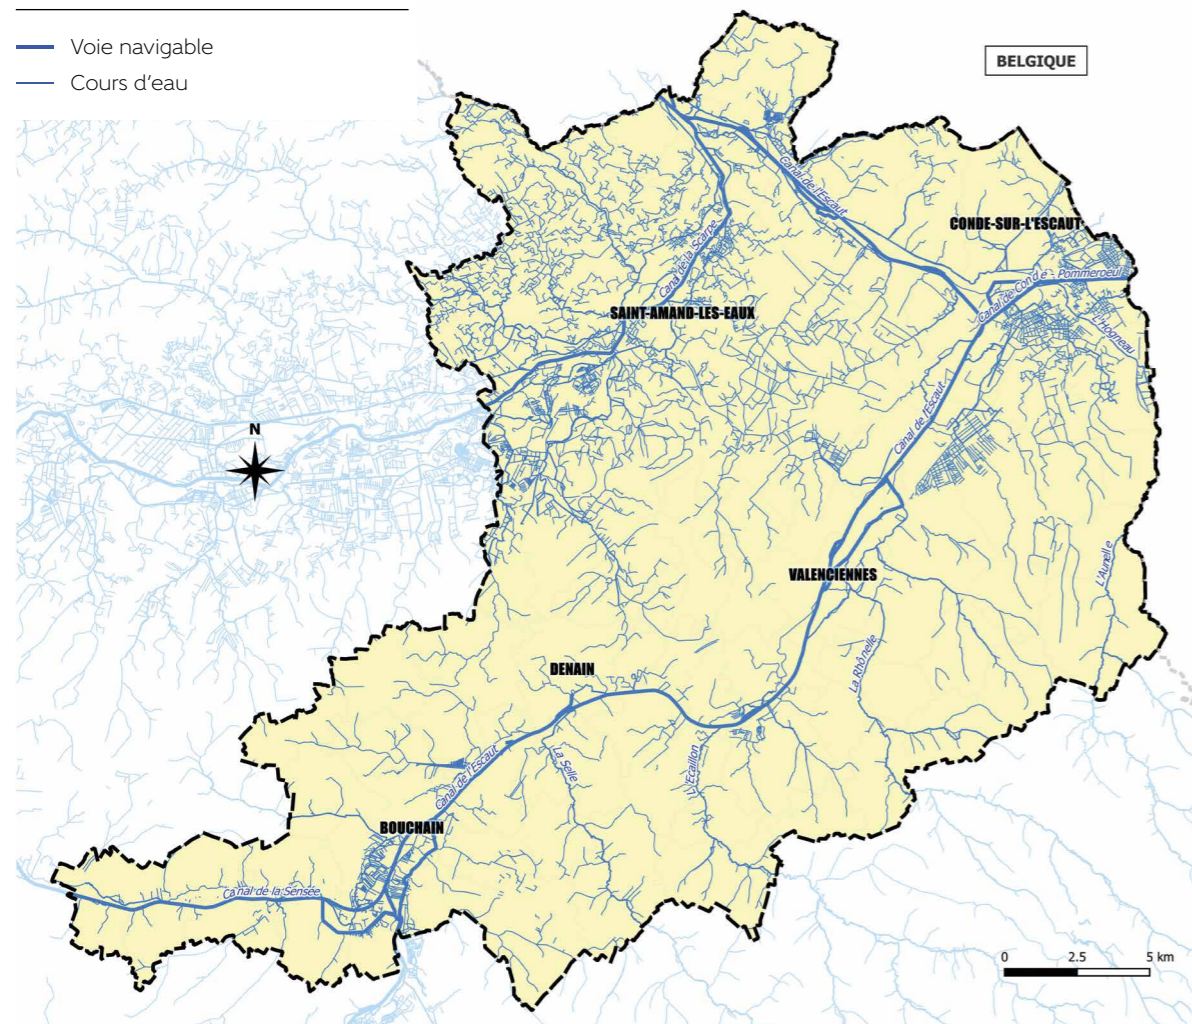 Voie navigable
Cours d'eau
BELGIQUE
Canal de l'Escaut
CONDE-SUR-L'ESCAUT
Canal de la Scarpe
Canal de Condé - Pommeroeul
SAINT-AMAND-LES-EAUX
L'Hogneau
N
Canal de l'Escaut
L'Aunelle
VALENCIENNES
La Rhônelle
DENAIN
Canal de l'Escaut
La Selle
L'Ecaillon
BOUCHAIN
Canal de la Sensée
0 2.5 5 km